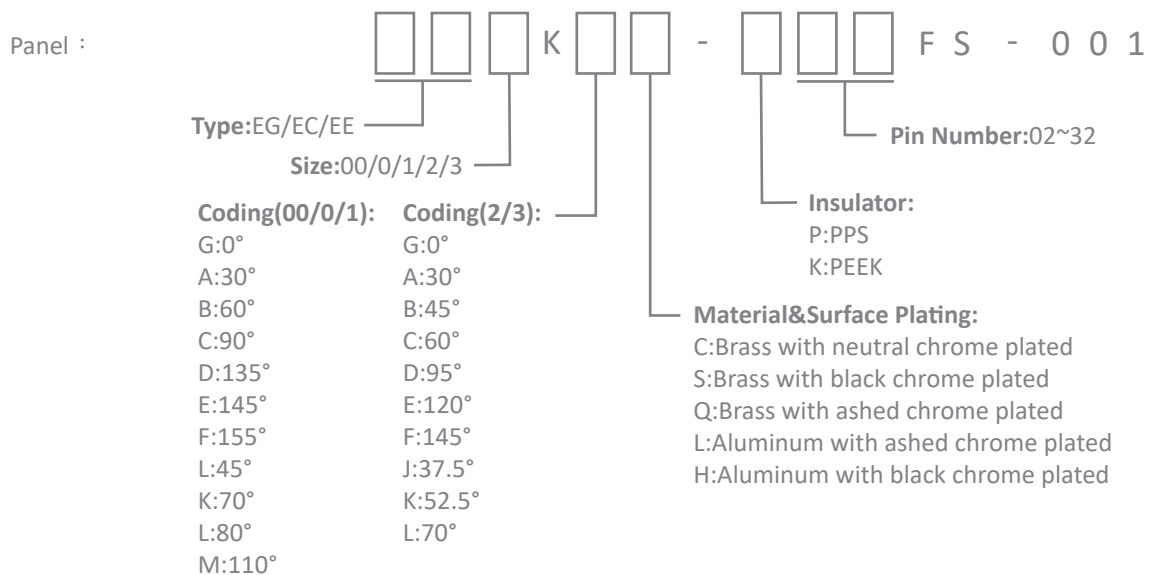 Panel： K - F S - 0 0 1
Type:EG/EC/EE
Pin Number:02~32
Size:00/0/1/2/3
Coding(00/0/1): Coding(2/3):
G:0° G:0°
A:30° A:30°
B:60° B:45°
C:90° C:60°
D:135° D:95°
E:145° E:120°
F:155° F:145°
L:45° J:37.5°
K:70° K:52.5°
L:80° L:70°
M:110°
Insulator:
P:PPS
K:PEEK
Material&Surface Plating:
C:Brass with neutral chrome plated
S:Brass with black chrome plated
Q:Brass with ashed chrome plated
L:Aluminum with ashed chrome plated
H:Aluminum with black chrome plated